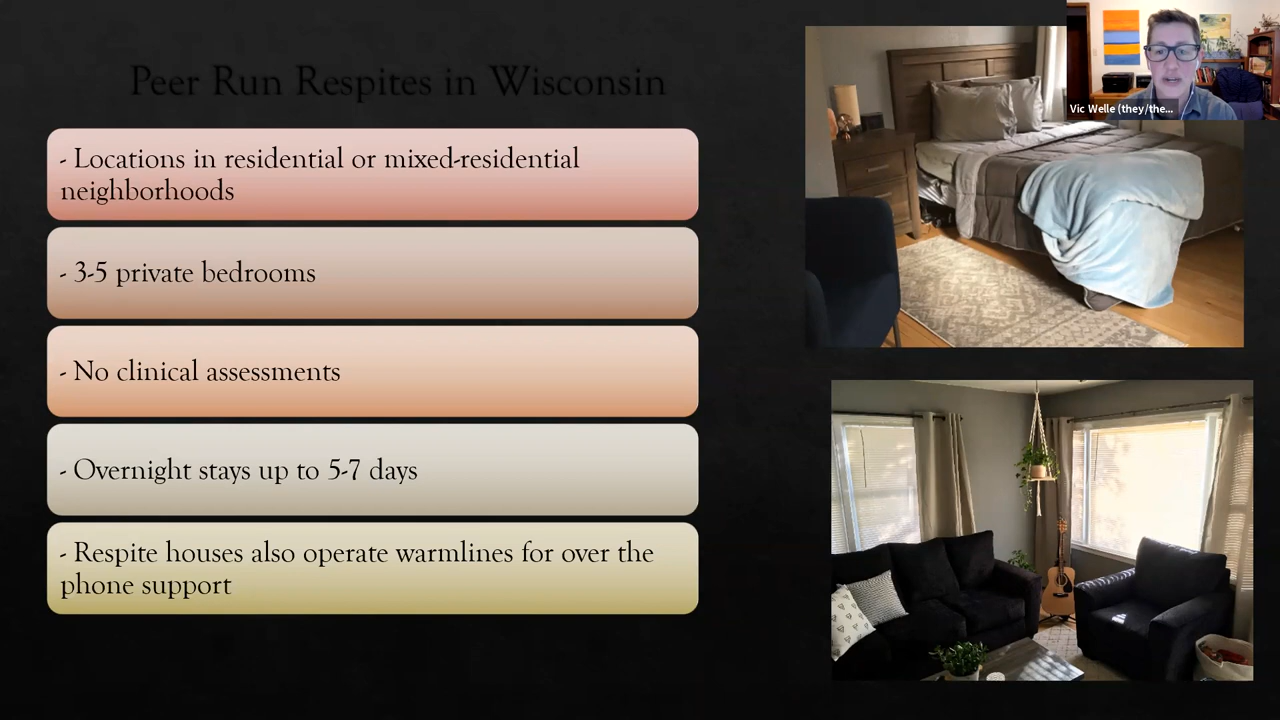 Peer Run Respites in Wisconsin
- Locations in residential or mixed-residential
neighborhoods
- 3-5 private bedrooms
- No clinical assessments
- Overnight stays up to 5-7 days
- Respite houses also operate warmlines for over the
phone support
Vic Welle (they/the...